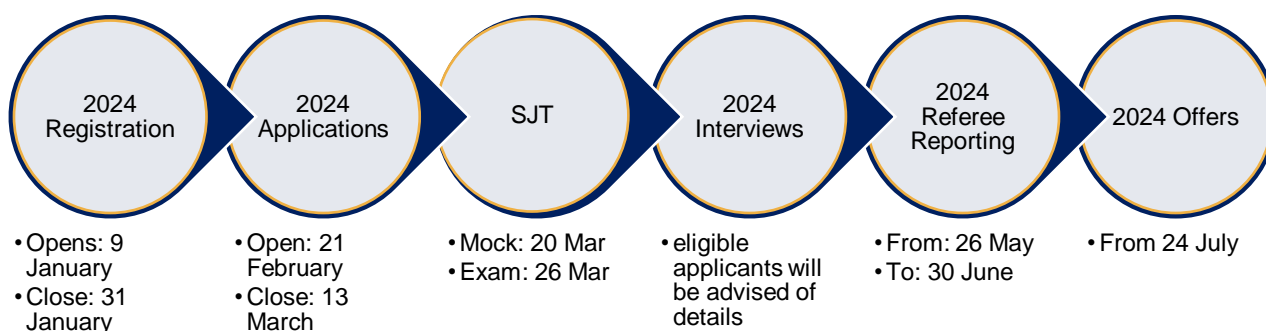 2024
Registration
2024
Applications
SJT
2024
Interviews
2024
Referee
Reporting
2024 Offers
• Opens: 9
January
• Close: 31
January
• Open: 21
February
• Close: 13
March
• Mock: 20 Mar
• Exam: 26 Mar
• eligible
applicants will
be advised of
details
• From: 26 May
• To: 30 June
• From 24 July